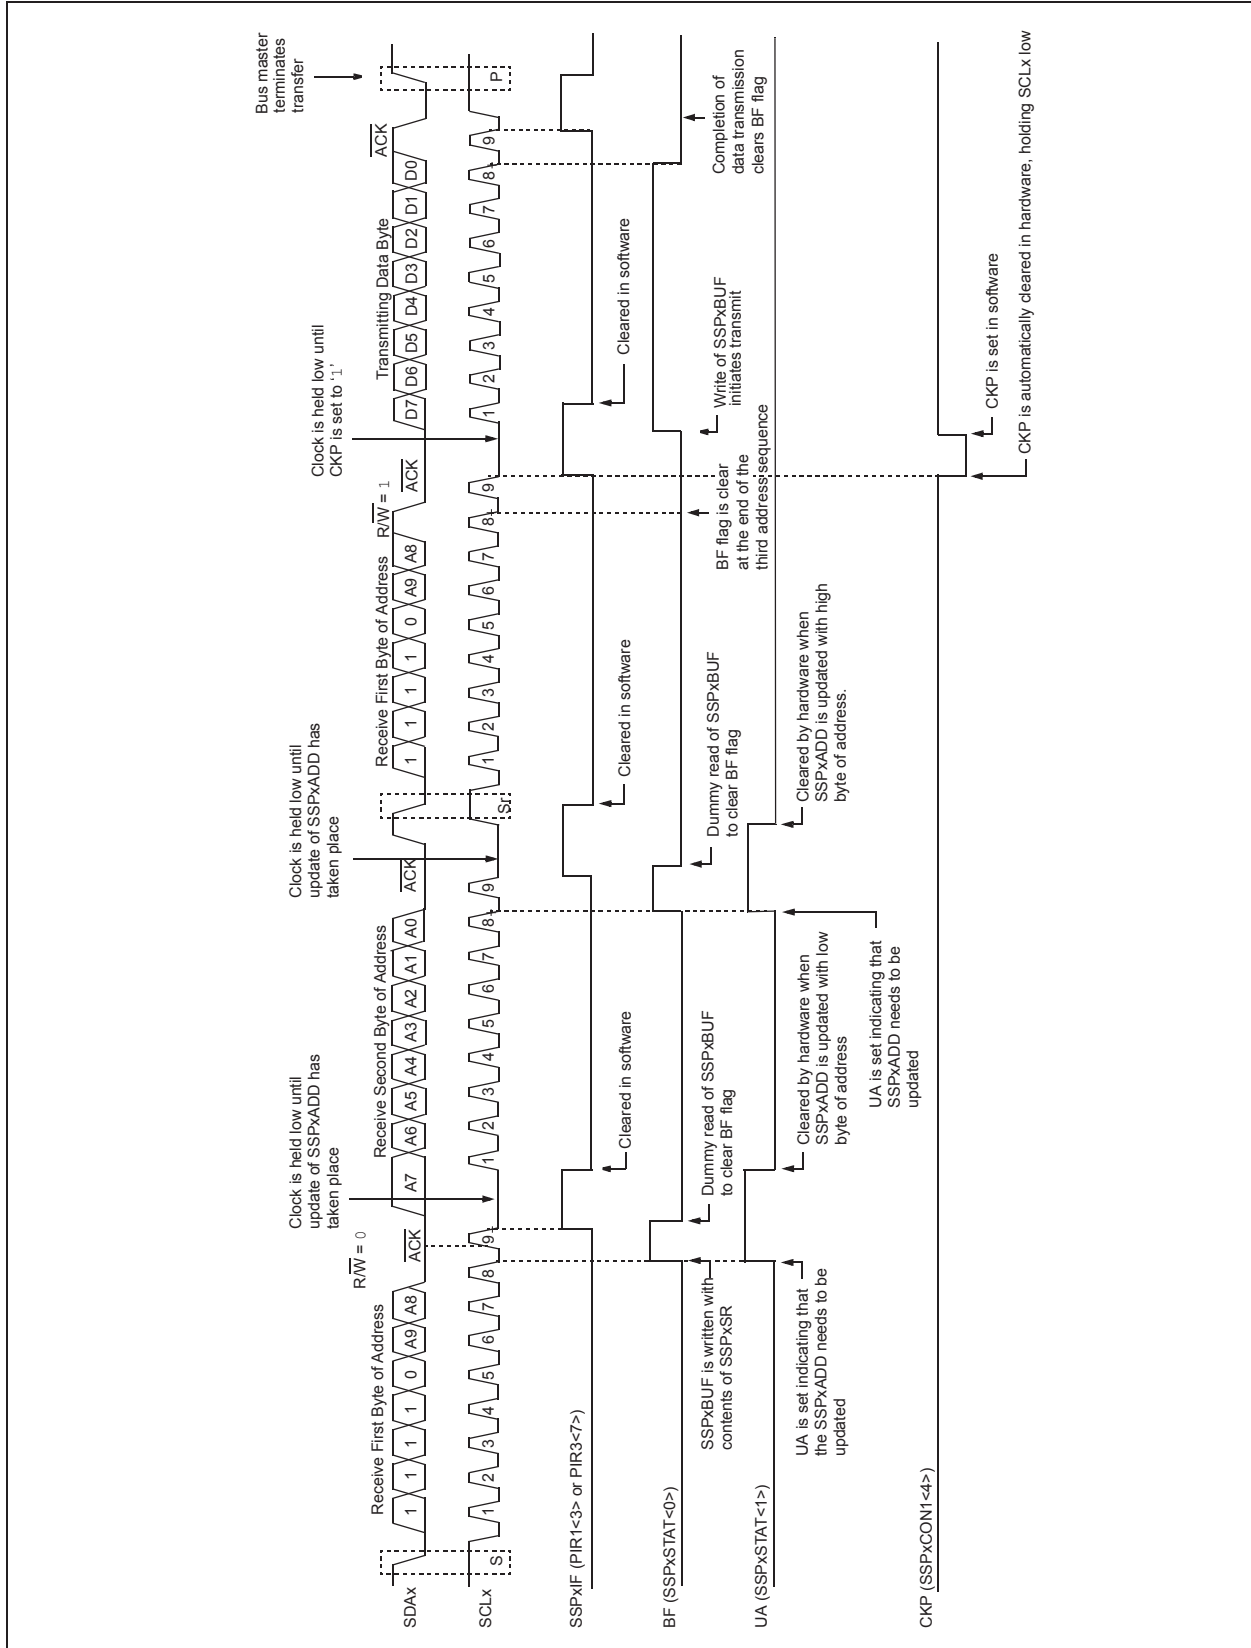 Bus master
terminates
transfer
Clock is held low until
CKP is set to ‘1’
Clock is held low until
update of SSPxADD has
taken place
Clock is held low until
update of SSPxADD has
taken place
R/W = 0
R/W = 1
Receive First Byte of Address
ACK
Receive Second Byte of Address
ACK
Receive First Byte of Address
ACK
Transmitting Data Byte
ACK
SDAx
1 1 1 1 0 A9 A8 A7 A6 A5 A4 A3 A2 A1 A0 1 1 1 1 0 A9 A8 D7 D6 D5 D4 D3 D2 D1 D0
SCLx
S 1 2 3 4 5 6 7 8 9 1 2 3 4 5 6 7 8 9 Sr 1 2 3 4 5 6 7 8 9 1 2 3 4 5 6 7 8 9 P
SSPxIF (PIR1<3> or PIR3<7>)
Cleared in software
Cleared in software
Cleared in software
BF (SSPxSTAT<0>)
SSPxBUF is written with
contents of SSPxSR
Dummy read of SSPxBUF
to clear BF flag
Dummy read of SSPxBUF
to clear BF flag
BF flag is clear
at the end of the
third address sequence
Write of SSPxBUF
initiates transmit
Completion of
data transmission
clears BF flag
UA (SSPxSTAT<1>)
UA is set indicating that
the SSPxADD needs to be
updated
Cleared by hardware when
SSPxADD is updated with low
byte of address
UA is set indicating that
SSPxADD needs to be
updated
Cleared by hardware when
SSPxADD is updated with high
byte of address.
CKP (SSPxCON1<4>)
CKP is set in software
CKP is automatically cleared in hardware, holding SCLx low